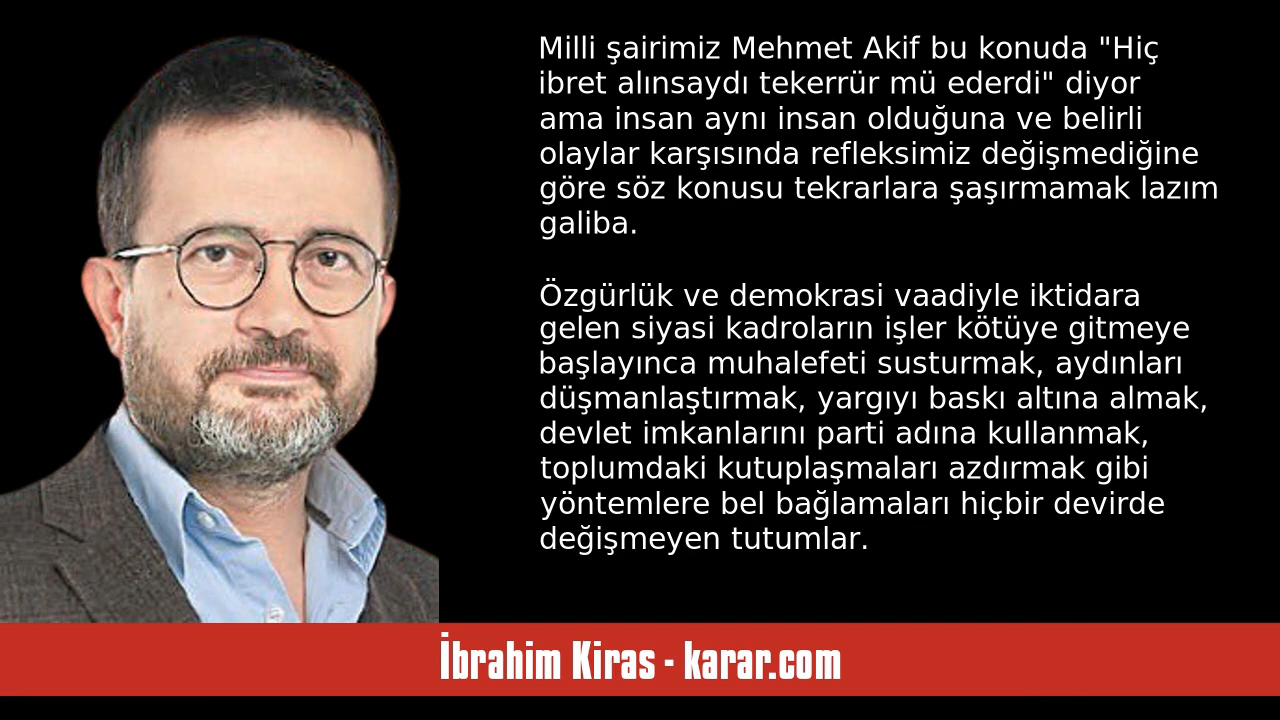 Milli şairimiz Mehmet Akif bu konuda "Hiç
ibret alınsaydı tekerrür mü ederdi" diyor
ama insan aynı insan olduğuna ve belirli
olaylar karşısında refleksimiz değişmediğine
göre söz konusu tekrarlara şaşırmamak lazım
galiba.
Özgürlük ve demokrasi vaadiyle iktidara
gelen siyasi kadroların işler kötüye gitmeye
başlayınca muhalefeti susturmak, aydınları
düşmanlaştırmak, yargıyı baskı altına almak,
devlet imkanlarını parti adına kullanmak,
toplumdaki kutuplaşmaları azdırmak gibi
yöntemlere bel bağlamaları hiçbir devirde
değişmeyen tutumlar.
İbrahim Kiras - karar.com